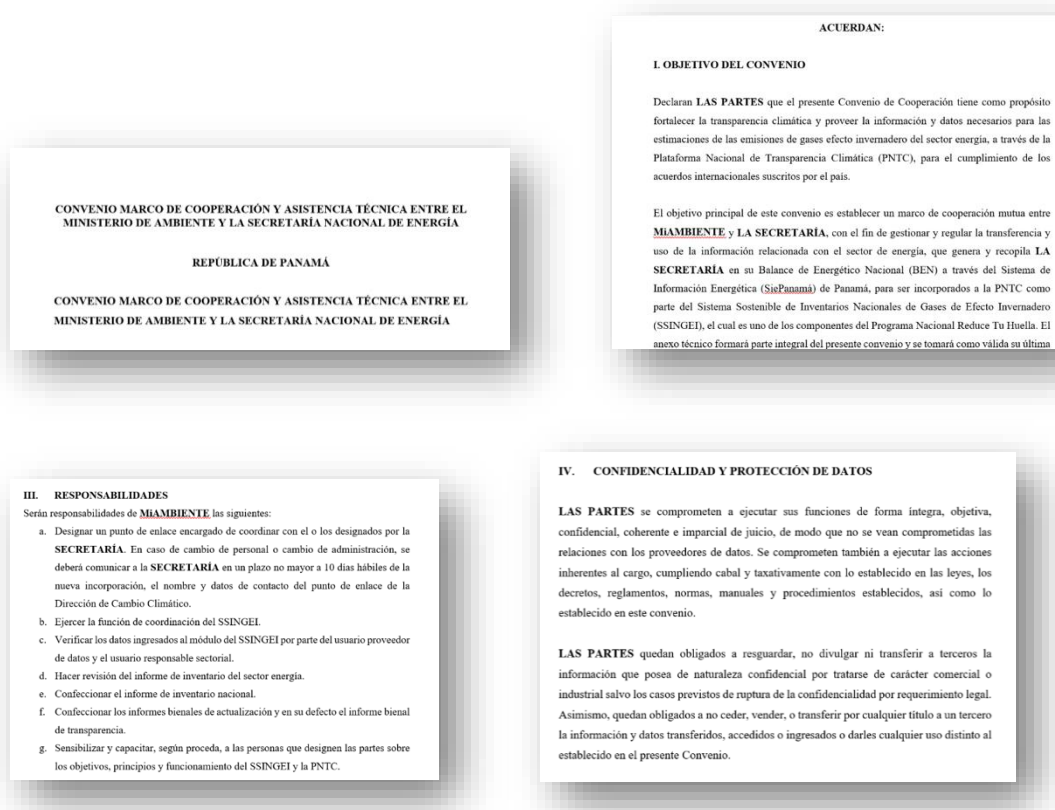 CONVENIO MARCO DE COOPERACIÓN Y ASISTENCIA TÉCNICA ENTRE EL
MINISTERIO DE AMBIENTE Y LA SECRETARÍA NACIONAL DE ENERGÍA
REPÚBLICA DE PANAMÁ
CONVENIO MARCO DE COOPERACIÓN Y ASISTENCIA TÉCNICA ENTRE EL
MINISTERIO DE AMBIENTE Y LA SECRETARÍA NACIONAL DE ENERGÍA
ACUERDAN:
I. OBJETIVO DEL CONVENIO
Declaran LAS PARTES que el presente Convenio de Cooperación tiene como propósito
fortalecer la transparencia climática y proveer la información y datos necesarios para las
estimaciones de las emisiones de gases efecto invernadero del sector energía, a través de la
Plataforma Nacional de Transparencia Climática (PNTC), para el cumplimiento de los
acuerdos internacionales suscritos por el país.
El objetivo principal de este convenio es establecer un marco de cooperación mutua entre
MiAMBIENTE y LA SECRETARÍA, con el fin de gestionar y regular la transferencia y
uso de la información relacionada con el sector de energía, que genera y recopila LA
SECRETARÍA en su Balance de Energético Nacional (BEN) a través del Sistema de
Información Energética (SiePanamá) de Panamá, para ser incorporados a la PNTC como
parte del Sistema Sostenible de Inventarios Nacionales de Gases de Efecto Invernadero
(SSINGEI), el cual es uno de los componentes del Programa Nacional Reduce Tu Huella. El
anexo técnico formará parte integral del presente convenio y se tomará como válida su última
III. RESPONSABILIDADES
Serán responsabilidades de MiAMBIENTE las siguientes:
a. Designar un punto de enlace encargado de coordinar con el o los designados por la
SECRETARÍA. En caso de cambio de personal o cambio de administración, se
deberá comunicar a la SECRETARÍA en un plazo no mayor a 10 días hábiles de la
nueva incorporación, el nombre y datos de contacto del punto de enlace de la
Dirección de Cambio Climático.
b. Ejercer la función de coordinación del SSINGEI.
c. Verificar los datos ingresados al módulo del SSINGEI por parte del usuario proveedor
de datos y el usuario responsable sectorial.
d. Hacer revisión del informe de inventario del sector energía.
e. Confeccionar el informe de inventario nacional.
f. Confeccionar los informes bienales de actualización y en su defecto el informe bienal
de transparencia.
g. Sensibilizar y capacitar, según proceda, a las personas que designen las partes sobre
los objetivos, principios y funcionamiento del SSINGEI y la PNTC.
IV. CONFIDENCIALIDAD Y PROTECCIÓN DE DATOS
LAS PARTES se comprometen a ejecutar sus funciones de forma íntegra, objetiva,
confidencial, coherente e imparcial de juicio, de modo que no se vean comprometidas las
relaciones con los proveedores de datos. Se comprometen también a ejecutar las acciones
inherentes al cargo, cumpliendo cabal y taxativamente con lo establecido en las leyes, los
decretos, reglamentos, normas, manuales y procedimientos establecidos, así como lo
establecido en este convenio.
LAS PARTES quedan obligados a resguardar, no divulgar ni transferir a terceros la
información que posea de naturaleza confidencial por tratarse de carácter comercial o
industrial salvo los casos previstos de ruptura de la confidencialidad por requerimiento legal.
Asimismo, quedan obligados a no ceder, vender, o transferir por cualquier título a un tercero
la información y datos transferidos, accedidos o ingresados o darles cualquier uso distinto al
establecido en el presente Convenio.